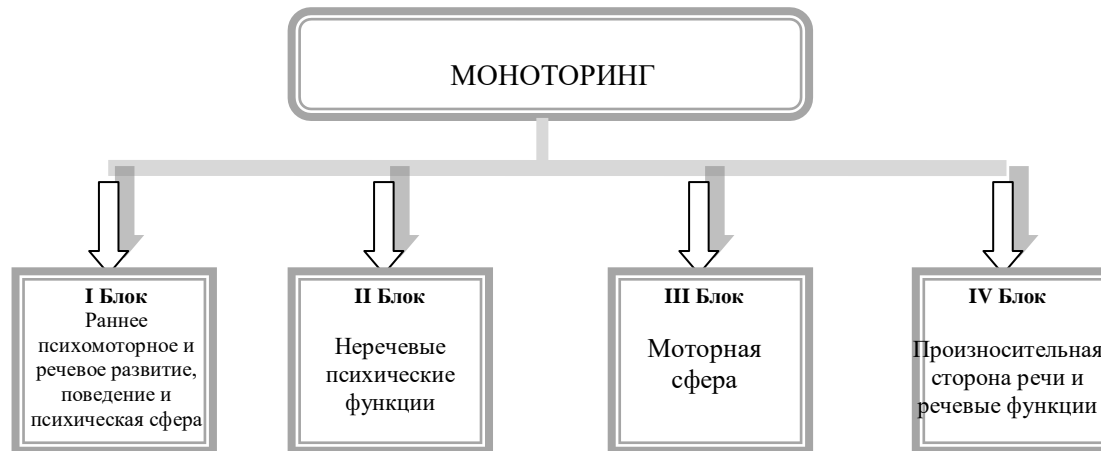 МОНОТОРИНГ
I Блок
Раннее
психомоторное и
речевое развитие,
поведение и
психическая сфера
II Блок
Неречевые
психические
функции
III Блок
Моторная
сфера
IV Блок
Произносительная
сторона речи и
речевые функции